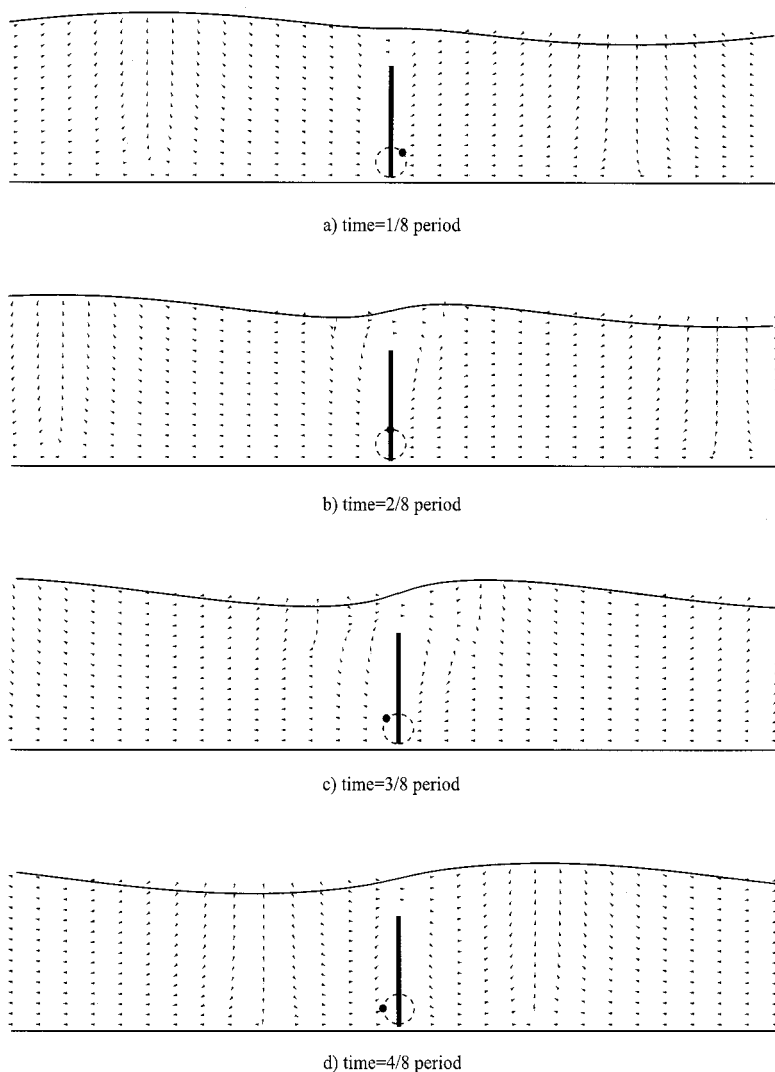 a) time=1/8 period
b) time=2/8 period
c) time=3/8 period
d) time=4/8 period